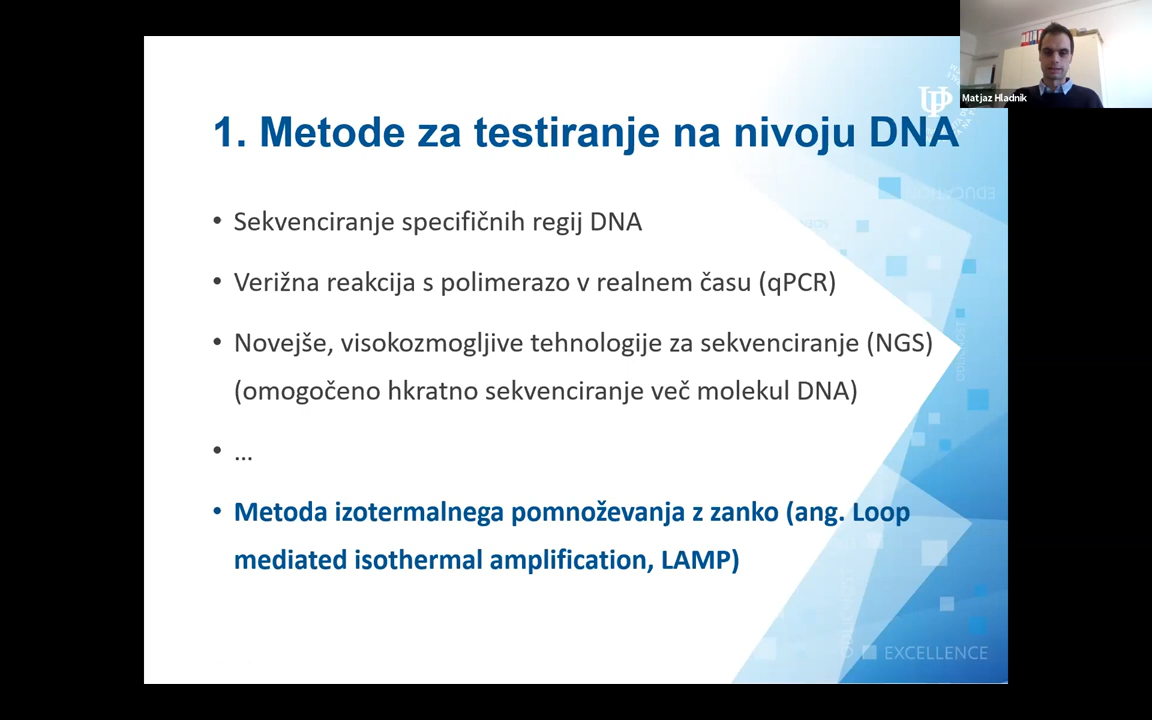 Matjaz Hladnik
UP
1. Metode za testiranje na nivoju DNA
• Sekvenciranje specifičnih regij DNA
• Verižna reakcija s polimerazo v realnem času (qPCR)
• Novejše, visokozmogljive tehnologije za sekvenciranje (NGS)
(omogočeno hkratno sekvenciranje več molekul DNA)
• ...
• Metoda izotermalnega pomnoževanja z zanko (ang. Loop
mediated isothermal amplification, LAMP)
EDUCATION
EXCELLENCE